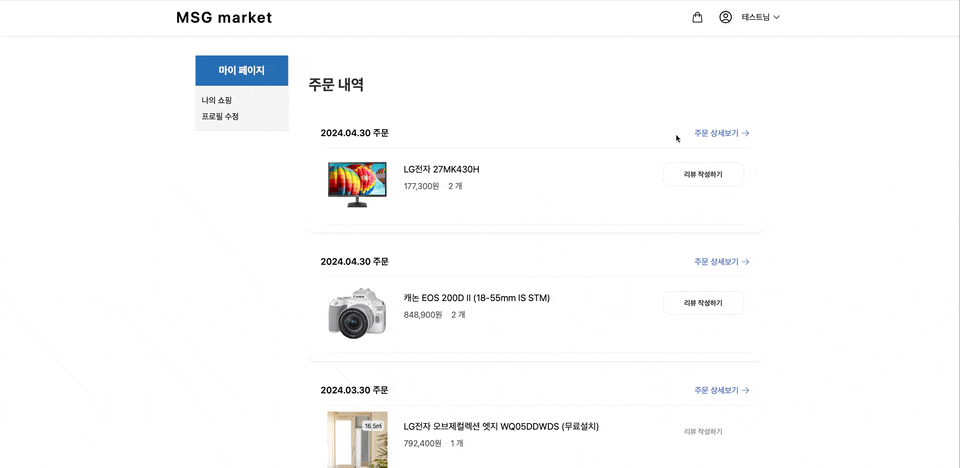 MSG market
테스트님
마이 페이지
나의 쇼핑
프로필 수정
주문 내역
2024.04.30 주문
주문 상세보기 →
LG전자 27MK430H
177,300원 · 2 개
리뷰 작성하기
2024.04.30 주문
주문 상세보기 →
캐논 EOS 200D II (18-55mm IS STM)
848,900원 · 2 개
리뷰 작성하기
2024.03.30 주문
주문 상세보기 →
16.5㎡
LG전자 오브제컬렉션 엣지 WQ05DDWDS (무료설치)
792,400원 · 1 개
리뷰 작성하기